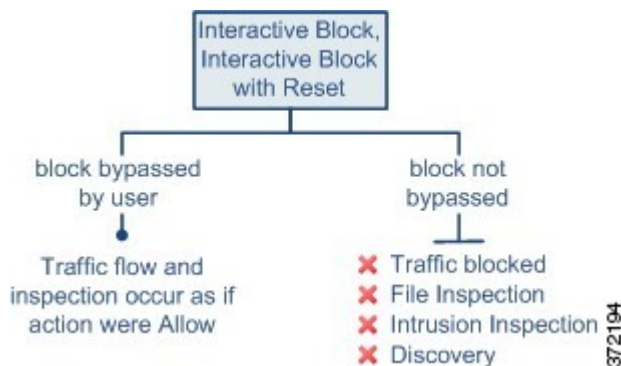 Interactive Block,
Interactive Block
with Reset
block bypassed
by user
block not
bypassed
Traffic flow and
inspection occur as if
action were Allow
Traffic blocked
File Inspection
Intrusion Inspection
Discovery
372194